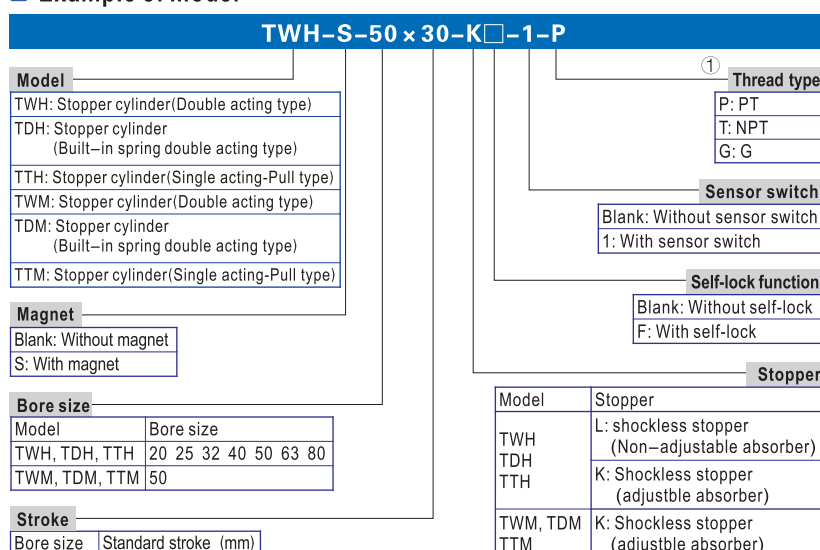 Example of Model
TWH-S-50 × 30-K□-1-P
Model
TWH: Stopper cylinder(Double acting type)
TDH: Stopper cylinder
(Built-in spring double acting type)
TTH: Stopper cylinder(Single acting-Pull type)
TWM: Stopper cylinder(Double acting type)
TDM: Stopper cylinder
(Built-in spring double acting type)
TTM: Stopper cylinder(Single acting-Pull type)
Magnet
Blank: Without magnet
S: With magnet
Bore size
Model Bore size
TWH, TDH, TTH 20 25 32 40 50 63 80
TWM, TDM, TTM 50
Stroke
Bore size Standard stroke (mm)
① Thread type
P: PT
T: NPT
G: G
Sensor switch
Blank: Without sensor switch
1: With sensor switch
Self-lock function
Blank: Without self-lock
F: With self-lock
Stopper
Model Stopper
TWH
TDH
TTH
L: shockless stopper
(Non-adjustable absorber)
K: Shockless stopper
(adjustble absorber)
TWM, TDM
TTM
K: Shockless stopper
(adjustble absorber)